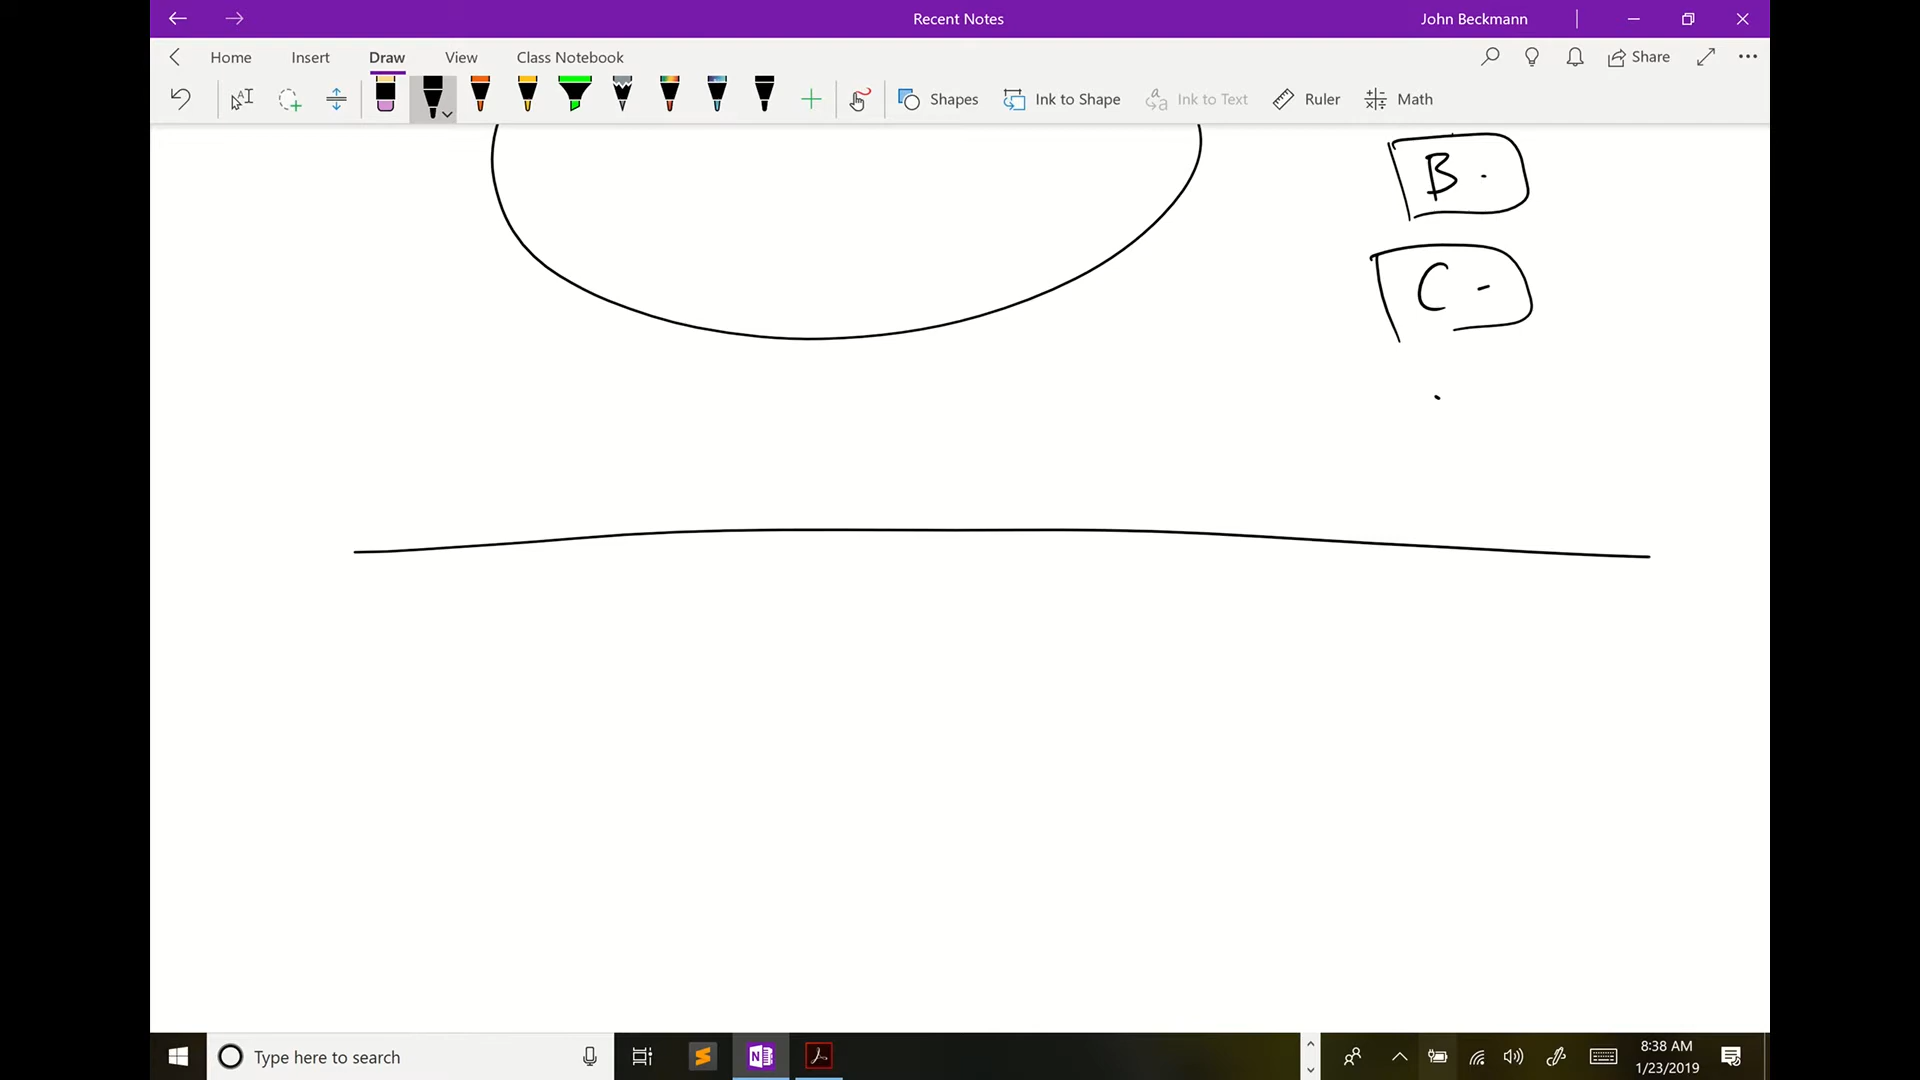 Recent Notes
John Beckmann
Home
Insert
Draw
View
Class Notebook
Share
Shapes
Ink to Shape
Ink to Text
Ruler
Math
B.
C -
Type here to search
8:38 AM
1/23/2019